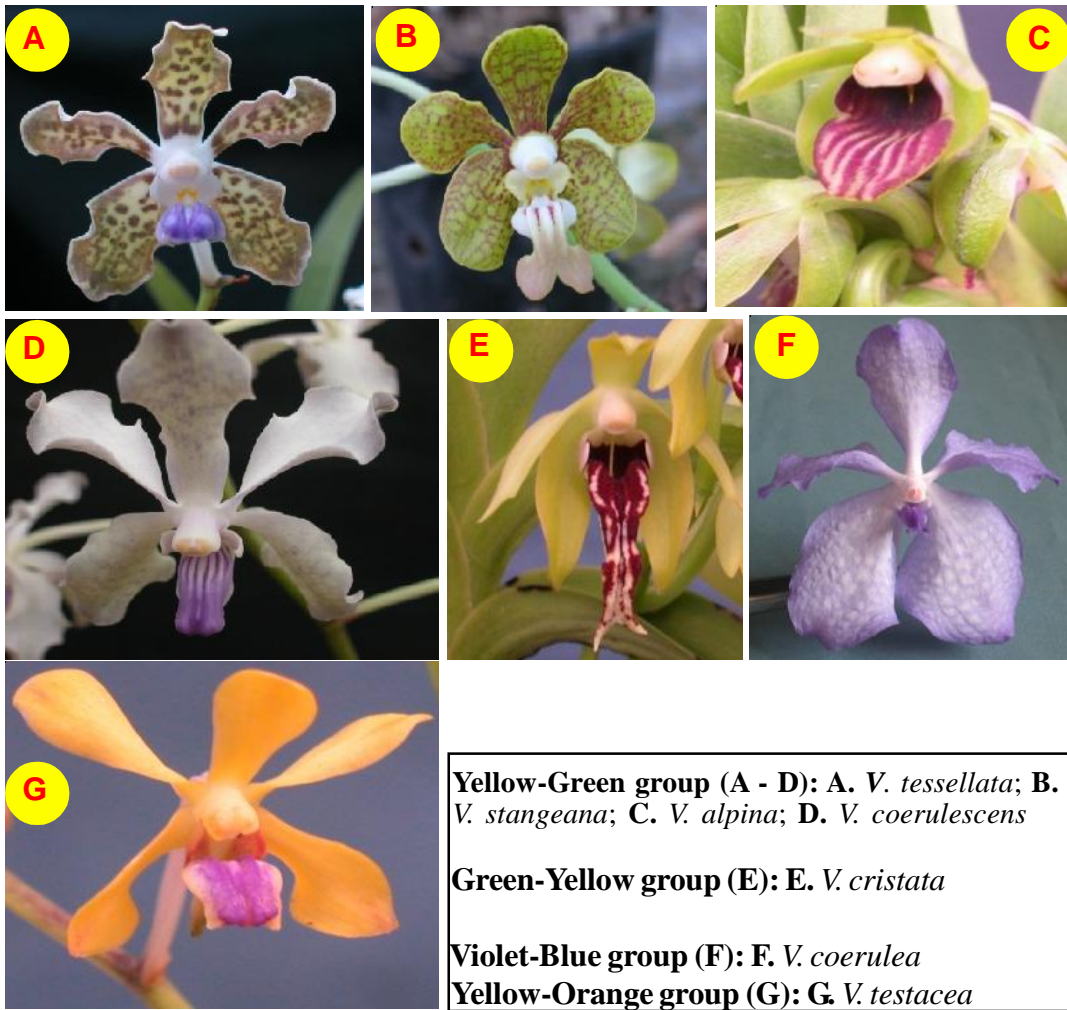 A
B
C
D
E
F
G
Yellow-Green group (A - D): A. V. tessellata; B.
V. stangeana; C. V. alpina; D. V. coerulescens
Green-Yellow group (E): E. V. cristata
Violet-Blue group (F): F. V. coerulea
Yellow-Orange group (G): G. V. testacea